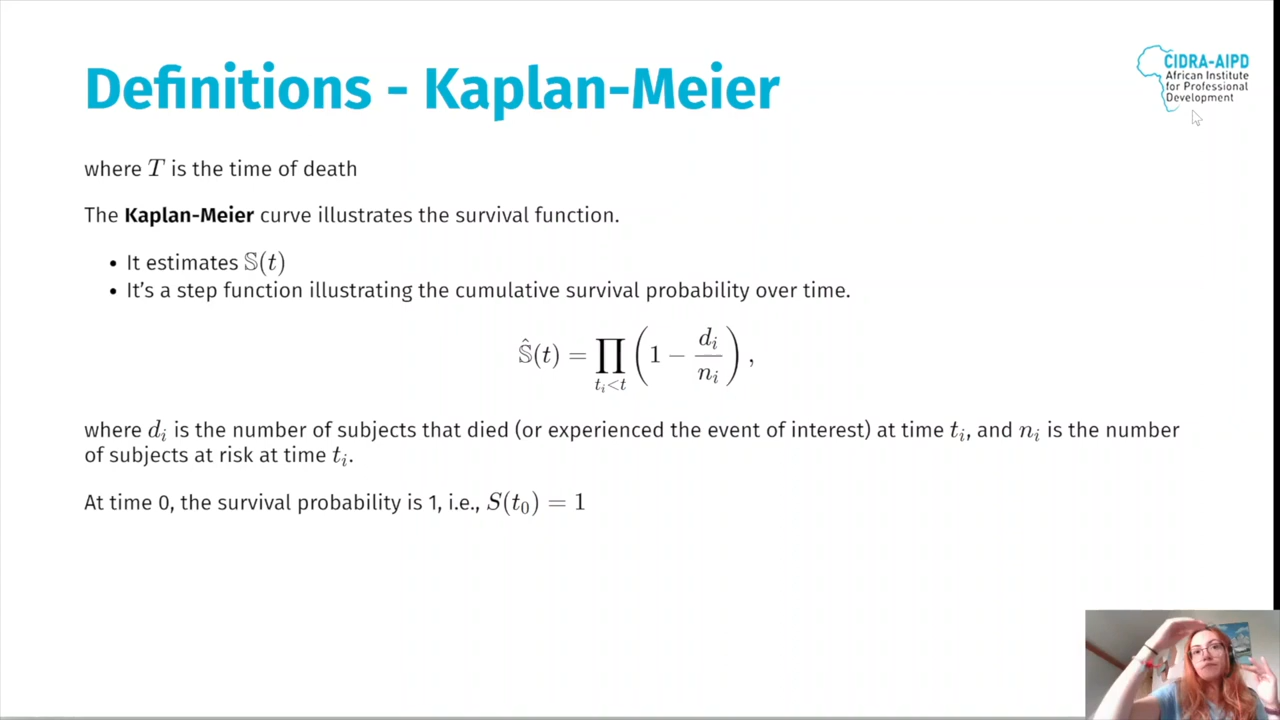 Definitions - Kaplan-Meier
CIDRA-AIPD
African Institute
for Professional
Development
where T is the time of death
The Kaplan-Meier curve illustrates the survival function.
• It estimates 𝕊(t)
• It's a step function illustrating the cumulative survival probability over time.
𝕊̂(t) = ∏_{t_i<t} (1 − d_i/n_i),
where d_i is the number of subjects that died (or experienced the event of interest) at time t_i, and n_i is the number
of subjects at risk at time t_i.
At time 0, the survival probability is 1, i.e., S(t_0) = 1